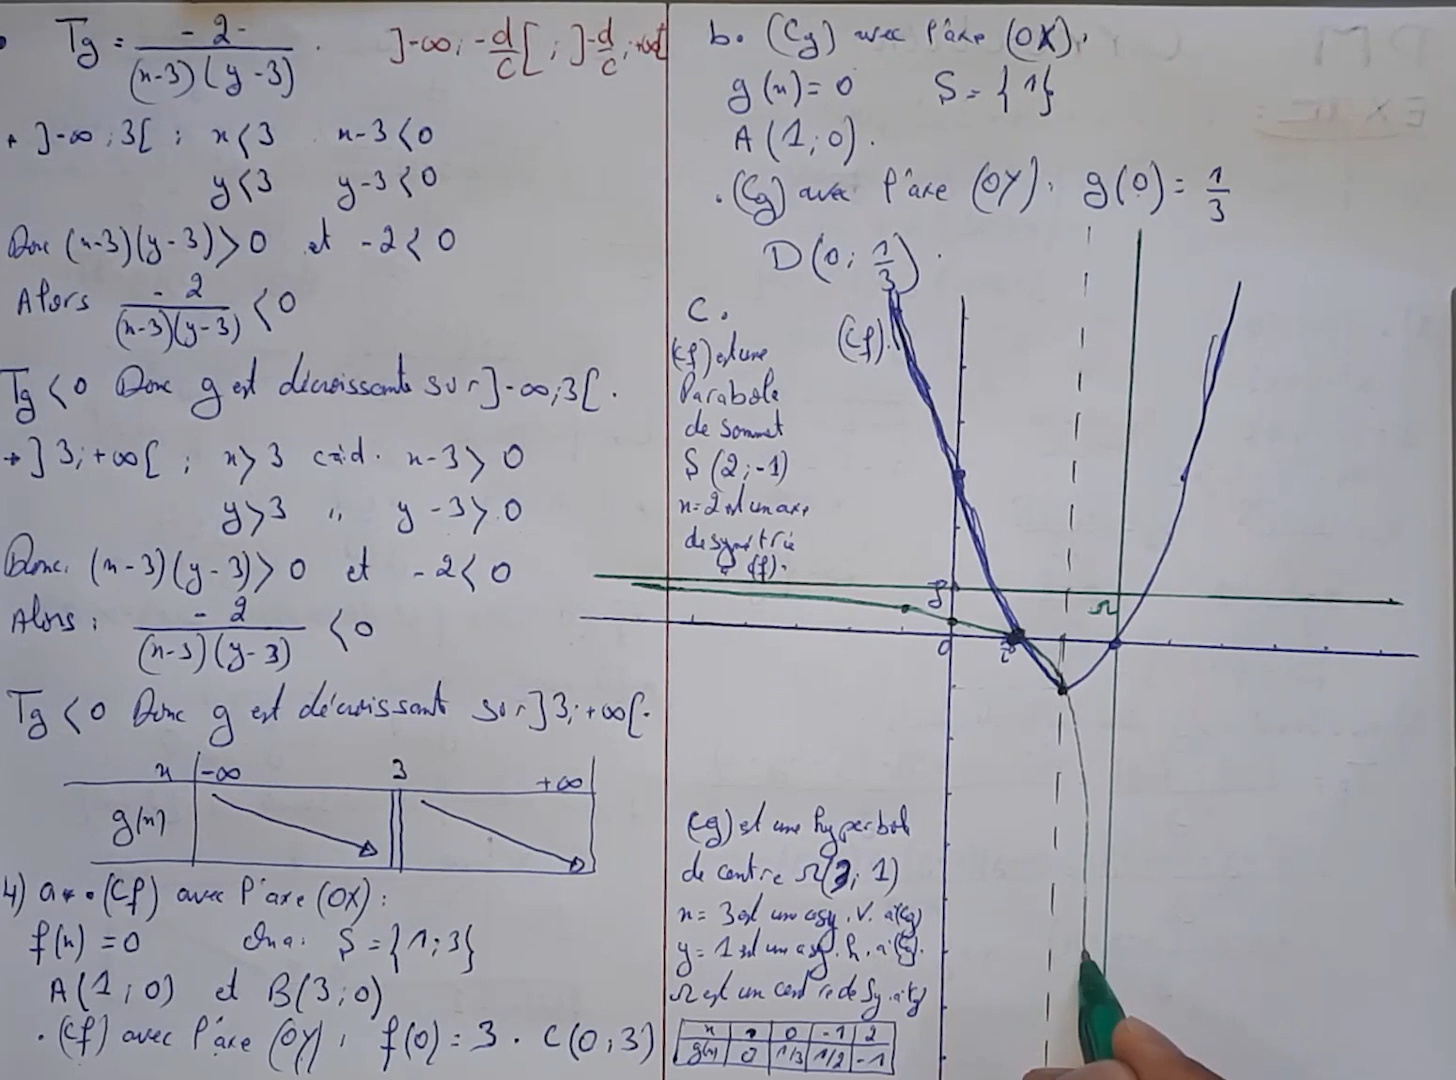 Tg = -2 / (x-3)(y-3) . ]-∞; -d/c[ ; ]-d/c; +∞[
* ]-∞; 3[ ; x<3 x-3<0
y<3 y-3<0
Donc (x-3)(y-3)>0 et -2<0
Alors -2 / (x-3)(y-3) <0
Tg<0 Donc g est décroissante sur ]-∞;3[.
→ ]3;+∞[ ; x>3 càd. x-3>0
y>3 " y-3>0
Donc. (x-3)(y-3)>0 et -2<0
Alors: -2 / (x-3)(y-3) <0
Tg<0 Donc g est décroissant sur ]3;+∞[.
x -∞ 3 +∞
g(x)
4) a • (Cf) avec l'axe (OX):
f(x)=0 On a: S={1;3}
A(1;0) et B(3;0)
. (Cf) avec l'axe (OY): f(0)=3. C(0;3)
b. (Cg) avec l'axe (OX):
g(x)=0 S={1}
A(1;0).
. (Cg) avec l'axe (OY): g(0)=1/3
D(0;1/3).
C.
(Cf) est une
Parabole
de sommet
S(2;-1)
x=2 est un axe
de symétrie
à (f).
(Cf).
j
Ω
0
i
(Cg) est une hyperbol
de centre Ω(3;1)
x=3 est une asy. V. à (Cg)
y=1 est un asy. h. à (Cg).
Ω est un centre de Sy. à Cg
x 0 -1 2
g(x) 0 1/3 1/2 -1